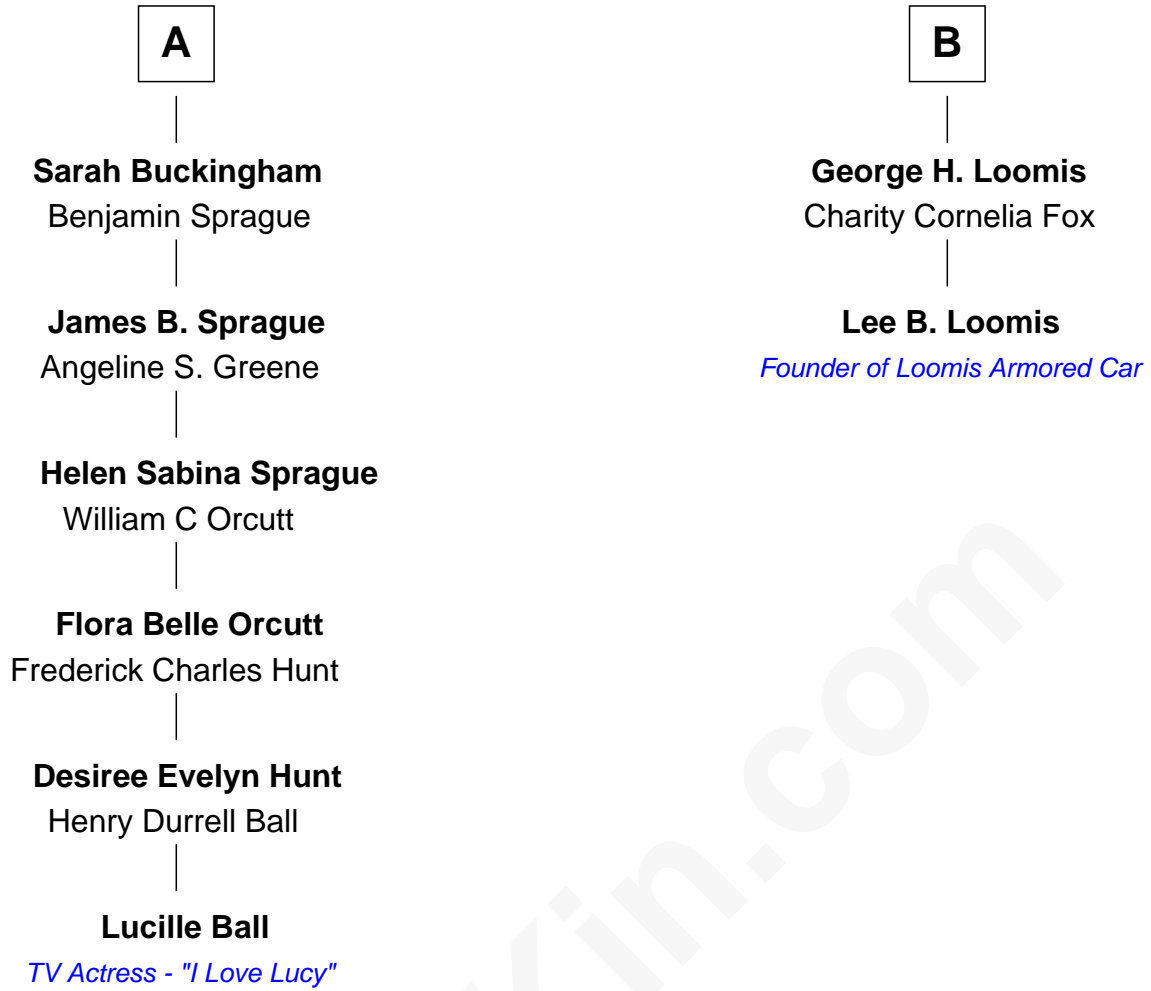 A
Sarah Buckingham
Benjamin Sprague
James B. Sprague
Angeline S. Greene
Helen Sabina Sprague
William C Orcutt
Flora Belle Orcutt
Frederick Charles Hunt
Desiree Evelyn Hunt
Henry Durrell Ball
Lucille Ball
TV Actress - "I Love Lucy"
B
George H. Loomis
Charity Cornelia Fox
Lee B. Loomis
Founder of Loomis Armored Car
kin.com